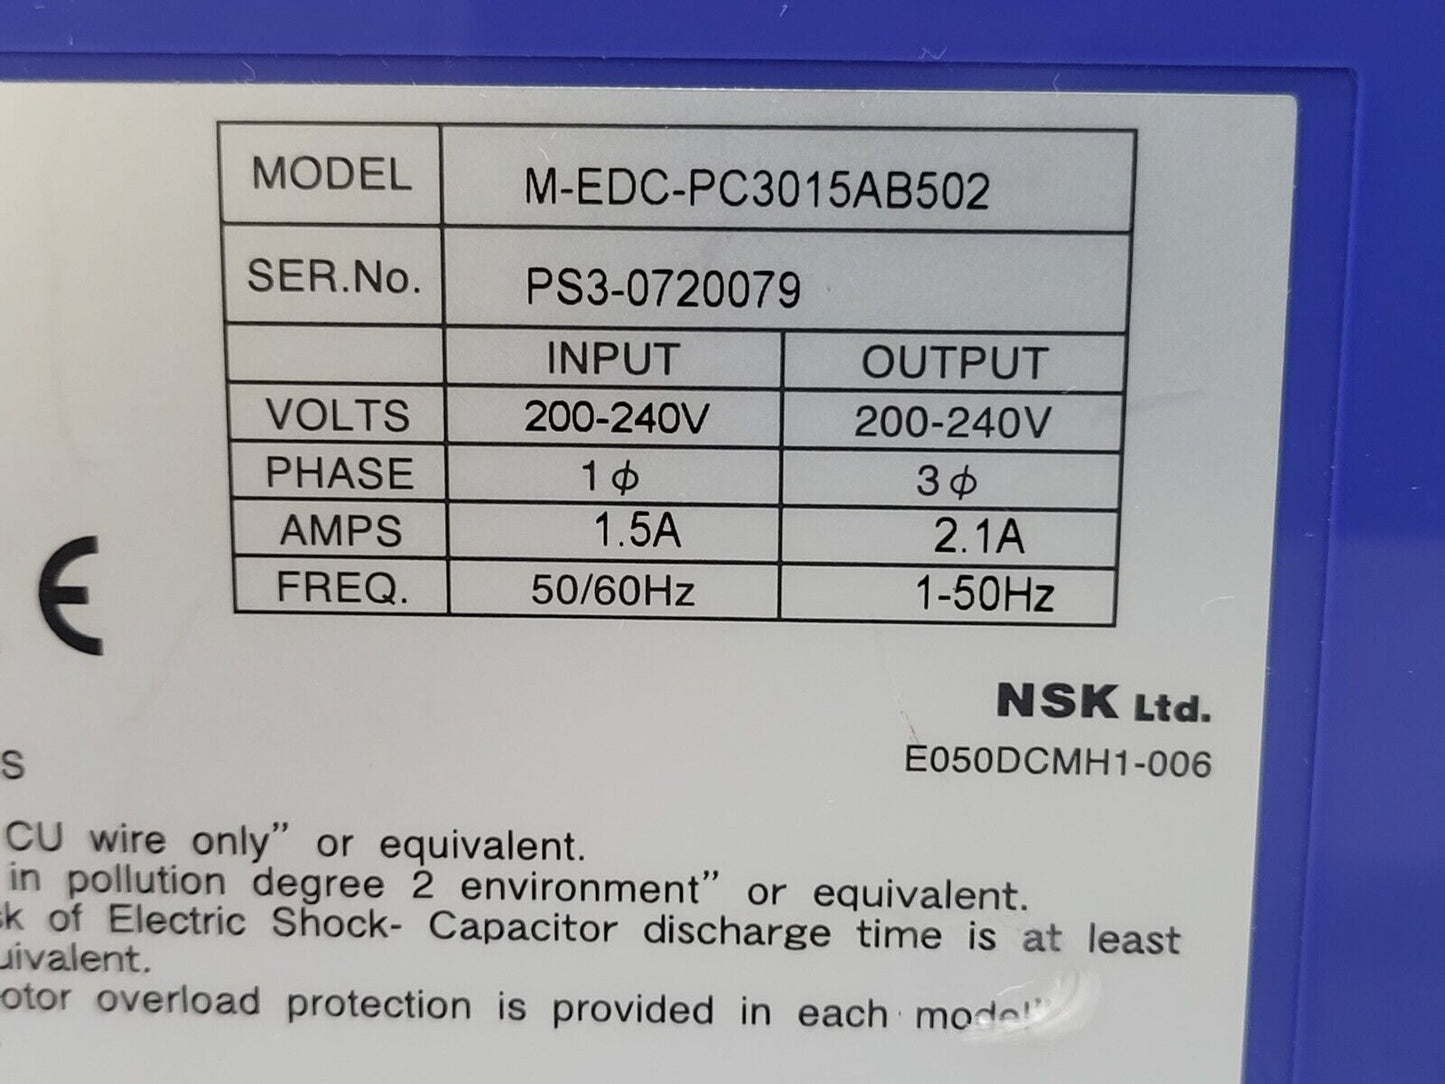 MODEL M-EDC-PC3015AB502
SER.No. PS3-0720079
INPUT OUTPUT
VOLTS 200-240V 200-240V
PHASE 1ϕ 3ϕ
AMPS 1.5A 2.1A
FREQ. 50/60Hz 1-50Hz
CE
NSK Ltd.
E050DCMH1-006
S
CU wire only” or equivalent.
in pollution degree 2 environment” or equivalent.
of Electric Shock- Capacitor discharge time is at least
uivalent.
otor overload protection is provided in each model”